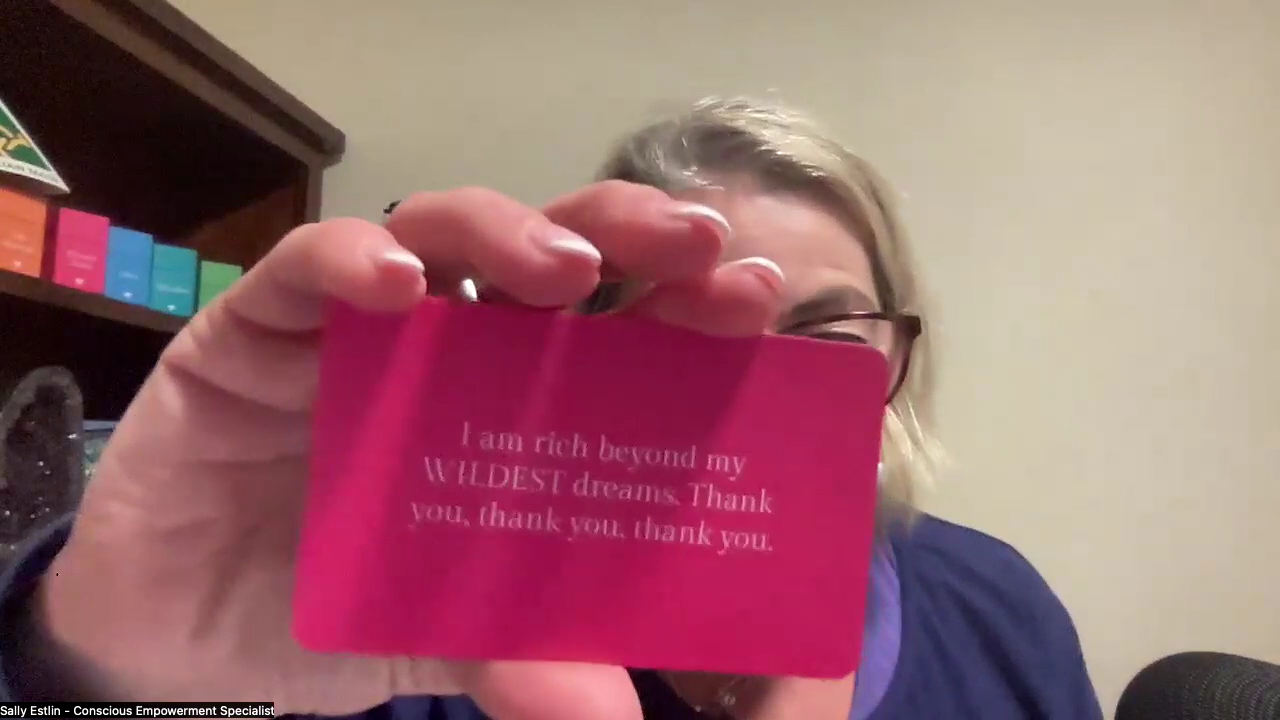 I am rich beyond my
WILDEST dreams. Thank
you, thank you, thank you.
Sally Estlin - Conscious Empowerment Specialist